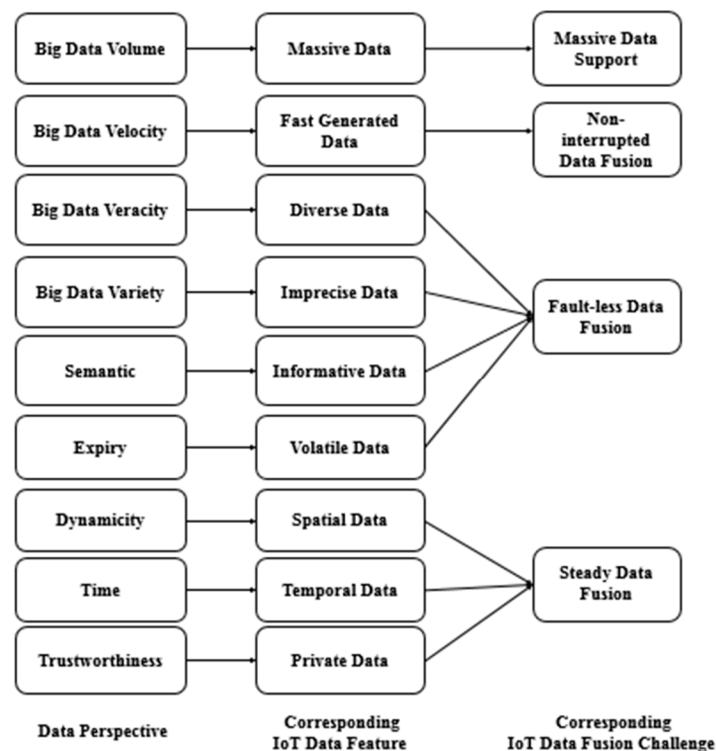 Big Data Volume
Massive Data
Massive Data
Support
Big Data Velocity
Fast Generated
Data
Non-
interrupted
Data Fusion
Big Data Veracity
Diverse Data
Big Data Variety
Imprecise Data
Fault-less Data
Fusion
Semantic
Informative Data
Expiry
Volatile Data
Dynamicity
Spatial Data
Time
Temporal Data
Steady Data
Fusion
Trustworthiness
Private Data
Data Perspective
Corresponding
IoT Data Feature
Corresponding
IoT Data Fusion Challenge